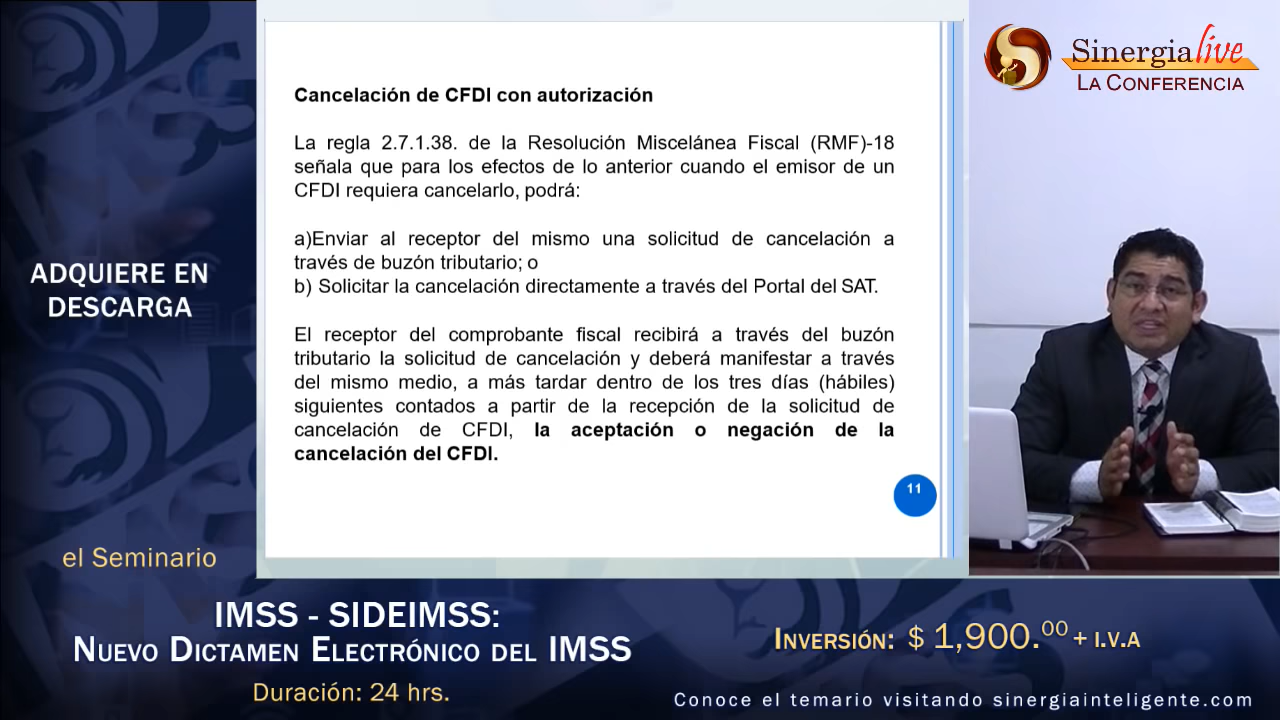 Sinergia live
LA CONFERENCIA
Cancelación de CFDI con autorización
La regla 2.7.1.38. de la Resolución Miscelánea Fiscal (RMF)-18
señala que para los efectos de lo anterior cuando el emisor de un
CFDI requiera cancelarlo, podrá:
a)Enviar al receptor del mismo una solicitud de cancelación a
través de buzón tributario; o
b) Solicitar la cancelación directamente a través del Portal del SAT.
El receptor del comprobante fiscal recibirá a través del buzón
tributario la solicitud de cancelación y deberá manifestar a través
del mismo medio, a más tardar dentro de los tres días (hábiles)
siguientes contados a partir de la recepción de la solicitud de
cancelación de CFDI, la aceptación o negación de la
cancelación del CFDI.
11
ADQUIERE EN
DESCARGA
el Seminario
IMSS - SIDEIMSS:
NUEVO DICTAMEN ELECTRÓNICO DEL IMSS
Duración: 24 hrs.
INVERSIÓN: $ 1,900.00 + I.V.A
Conoce el temario visitando sinergiainteligente.com